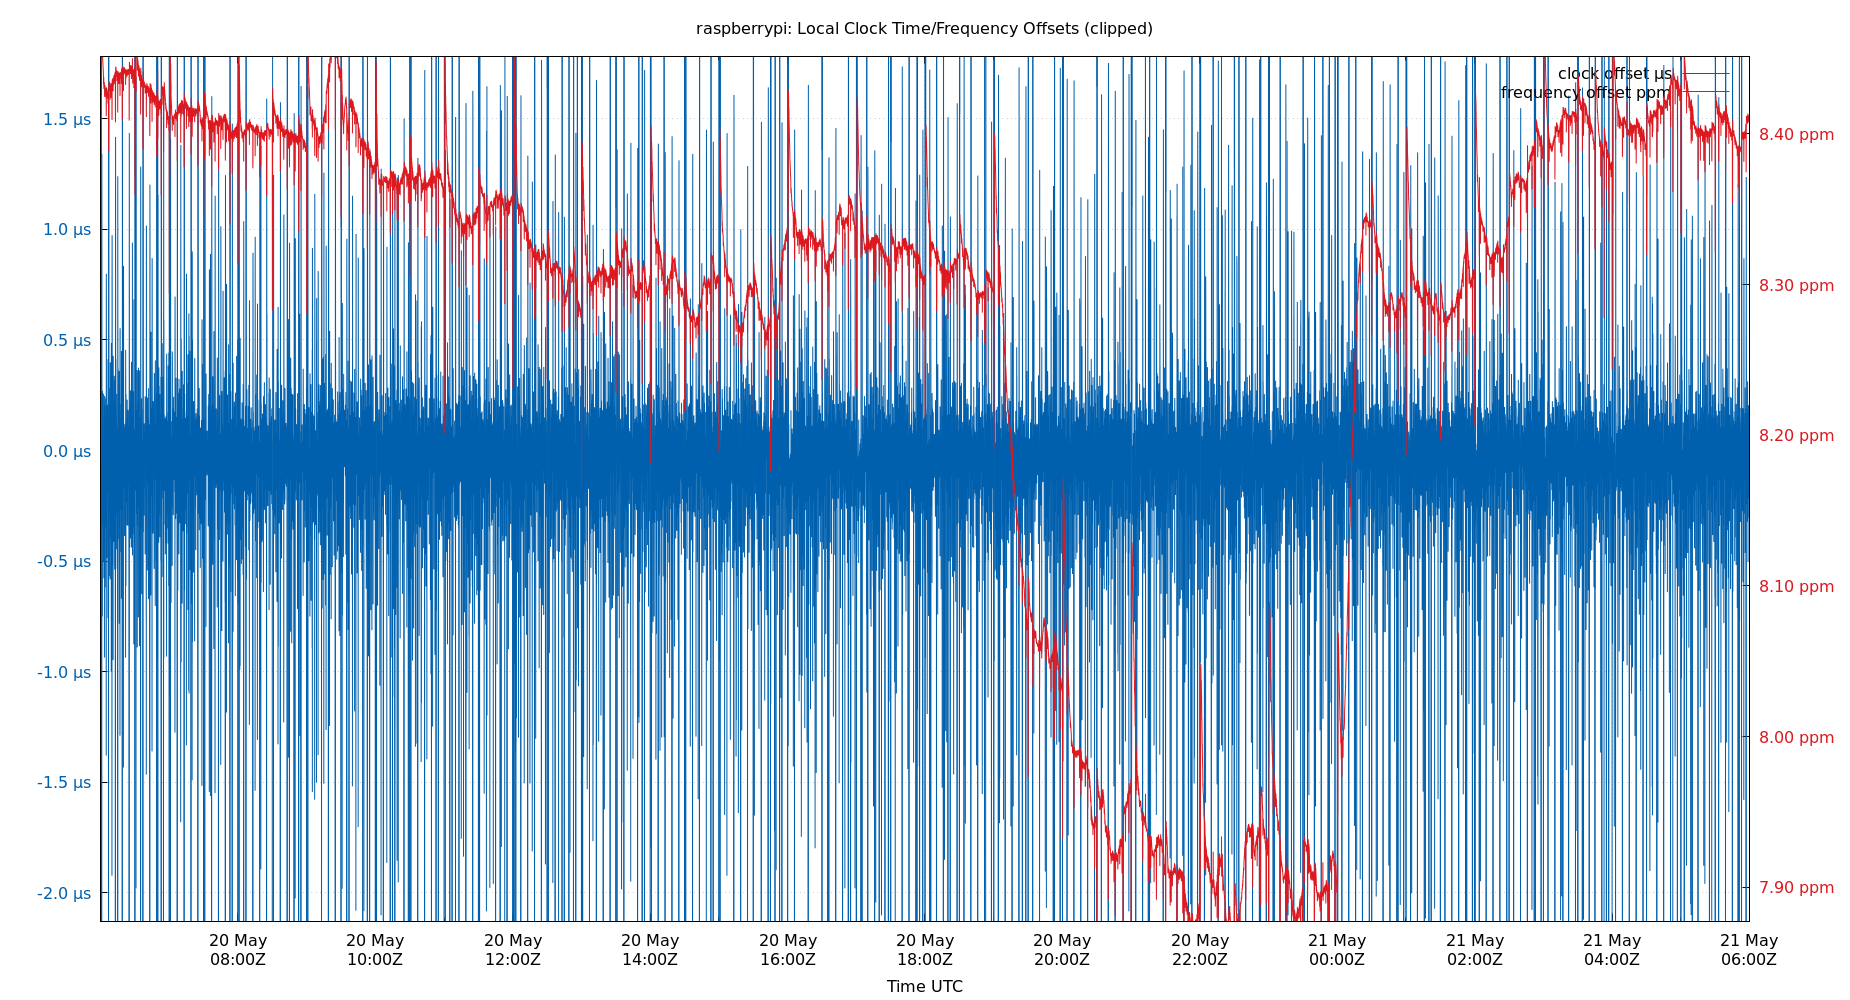 raspberrypi: Local Clock Time/Frequency Offsets (clipped)
clock offset µs
frequency offset ppm
1.5 µs
1.0 µs
0.5 µs
0.0 µs
-0.5 µs
-1.0 µs
-1.5 µs
-2.0 µs
8.40 ppm
8.30 ppm
8.20 ppm
8.10 ppm
8.00 ppm
7.90 ppm
20 May 20 May 20 May 20 May 20 May 20 May 20 May 20 May 21 May 21 May 21 May 21 May
08:00Z 10:00Z 12:00Z 14:00Z 16:00Z 18:00Z 20:00Z 22:00Z 00:00Z 02:00Z 04:00Z 06:00Z
Time UTC